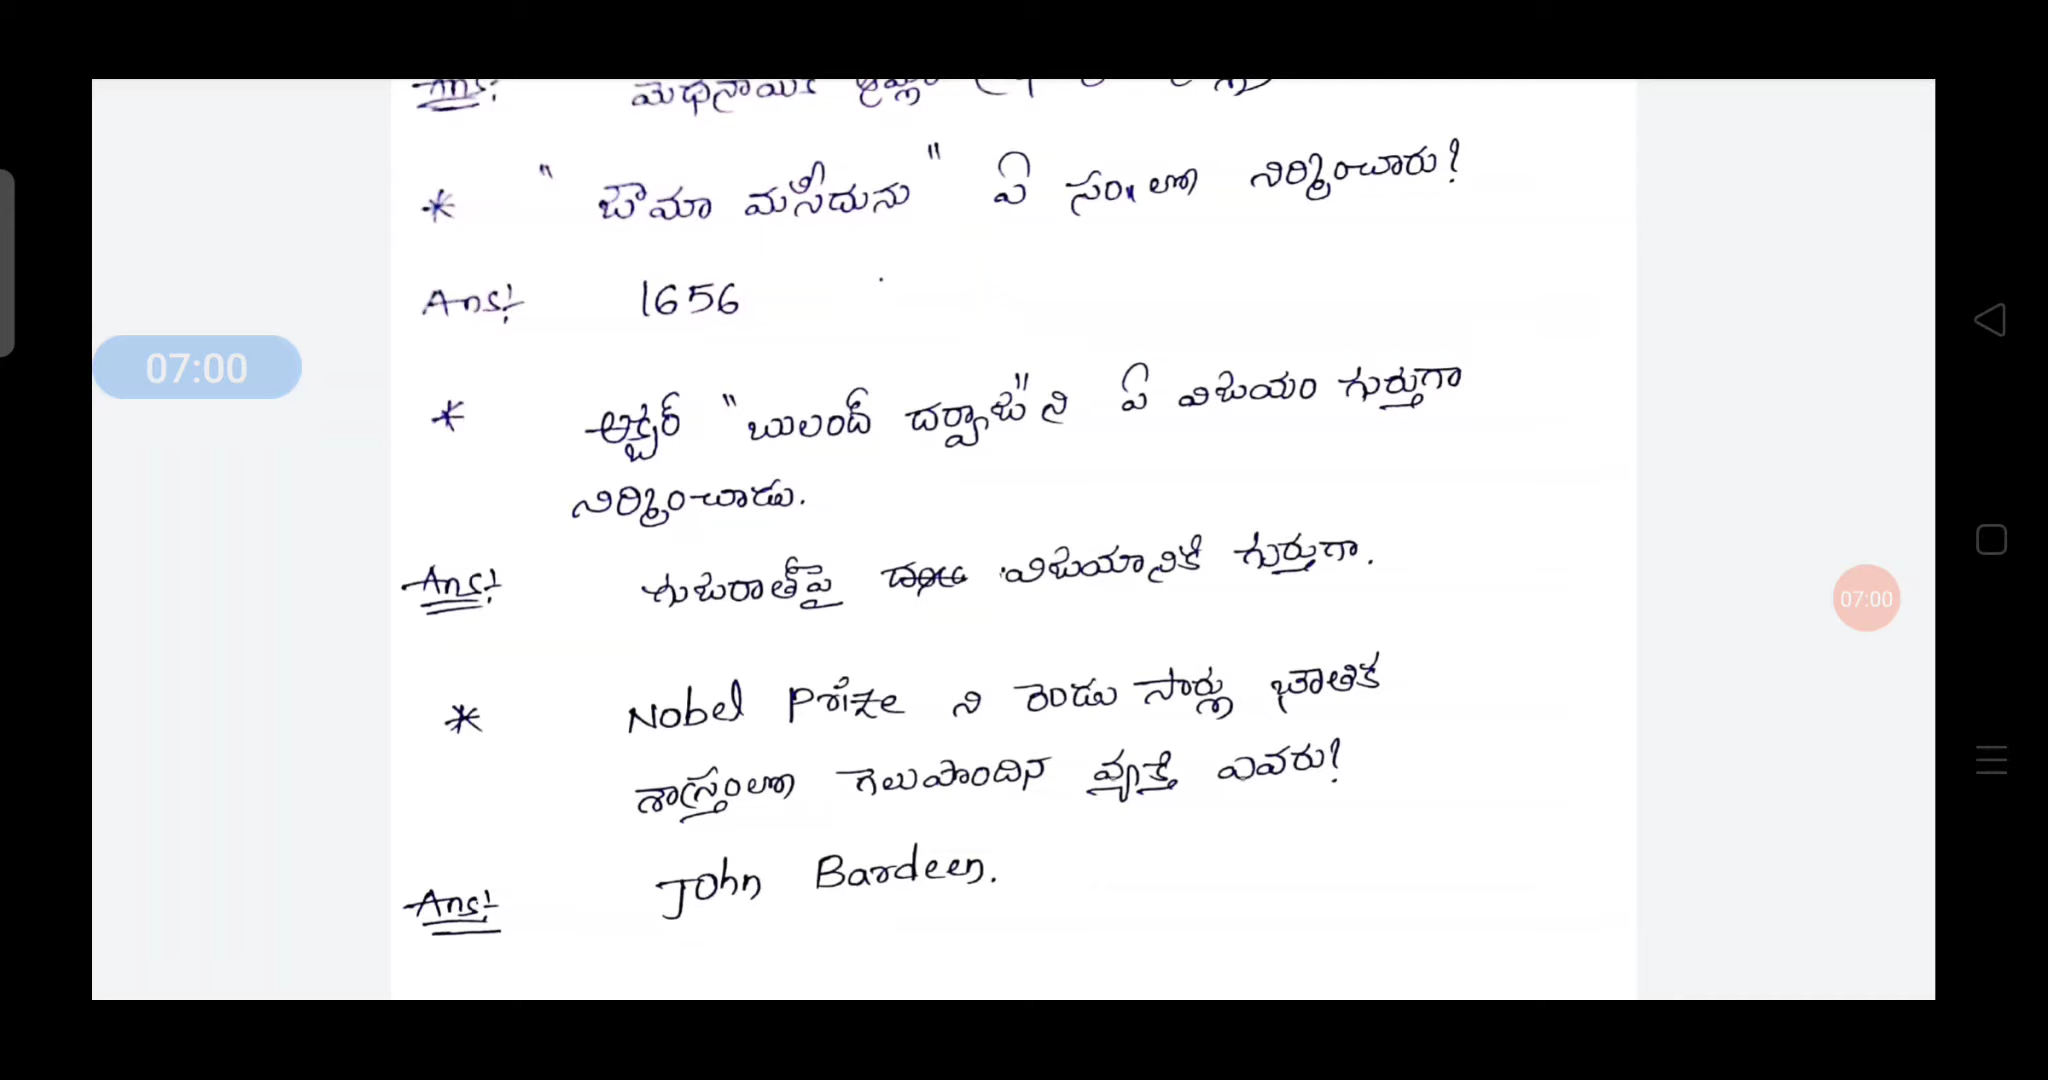 Ans:
* "జామా మసీదును" ఏ సం.లో నిర్మించారు?
Ans: 1656
07:00
* అక్బర్ "బులంద్ దర్వాజ"ని ఏ విజయం గుర్తుగా
నిర్మించాడు.
Ans: గుజరాత్‌పై విజయానికి గుర్తుగా.
07:00
* Nobel Prize ని రెండు సార్లు భౌతిక
శాస్త్రంలో గెలుపొందిన వ్యక్తి ఎవరు?
Ans: John Bardeen.